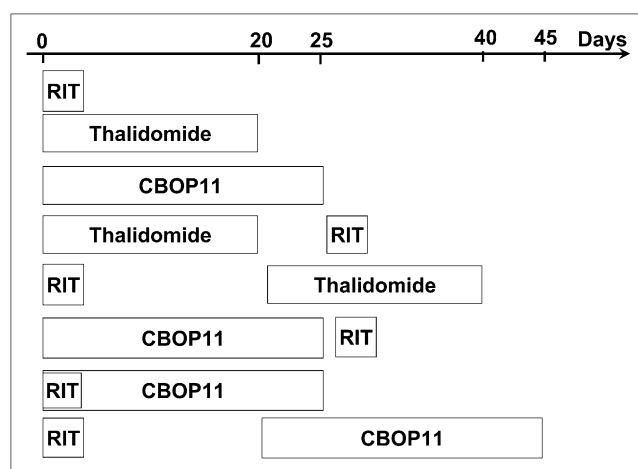 0 20 25 40 45 Days
RIT
Thalidomide
CBOP11
Thalidomide RIT
RIT Thalidomide
CBOP11 RIT
RIT CBOP11
RIT CBOP11